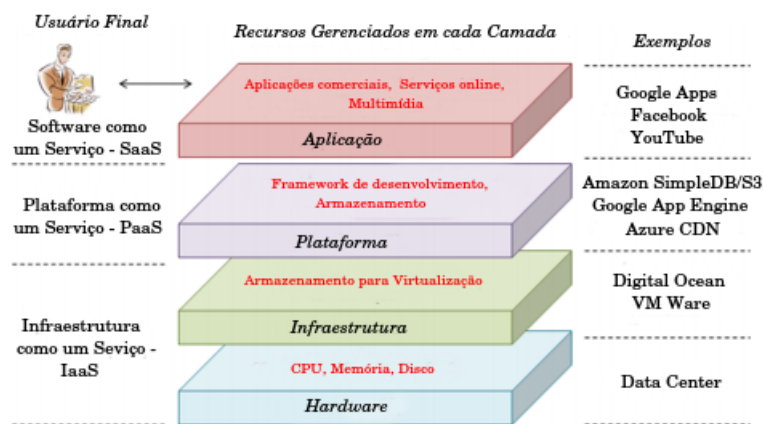 Usuário Final
Recursos Gerenciados em cada Camada
Exemplos
Aplicações comerciais, Serviços online,
Multimídia
Aplicação
Software como
um Serviço - SaaS
Google Apps
Facebook
YouTube
Framework de desenvolvimento,
Armazenamento
Plataforma
Plataforma como
um Serviço - PaaS
Amazon SimpleDB/S3
Google App Engine
Azure CDN
Armazenamento para Virtualização
Infraestrutura
Digital Ocean
VM Ware
Infraestrutura
como um Seviço -
IaaS
CPU, Memória, Disco
Hardware
Data Center